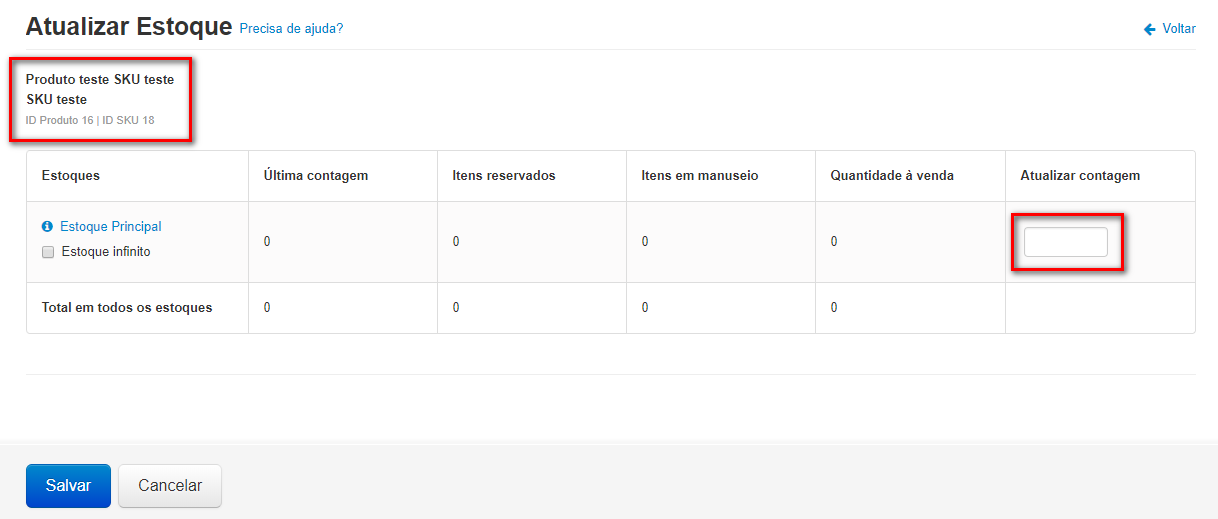 Atualizar Estoque Precisa de ajuda? Voltar
Produto teste SKU teste
SKU teste
ID Produto 16 | ID SKU 18
Estoques Última contagem Itens reservados Itens em manuseio Quantidade à venda Atualizar contagem
Estoque Principal
Estoque infinito
0 0 0 0
Total em todos os estoques 0 0 0 0
Salvar Cancelar